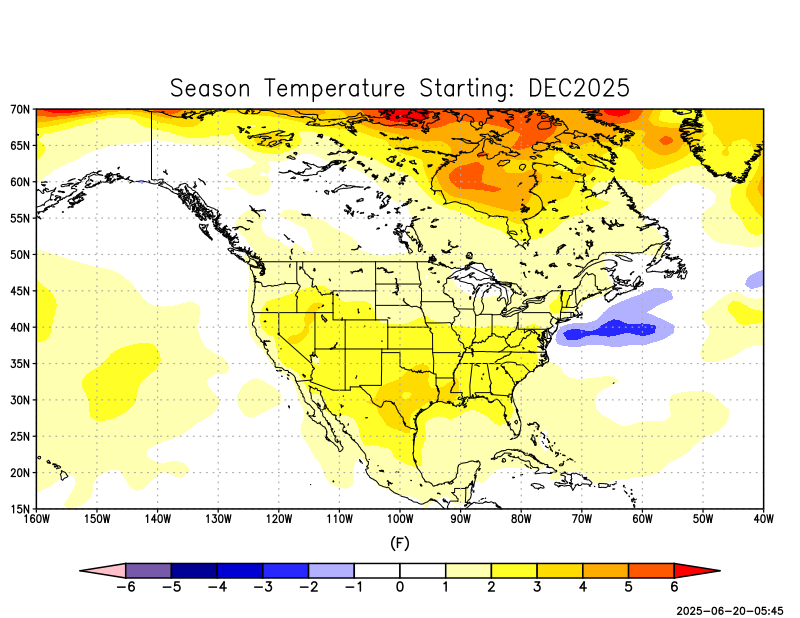 Season Temperature Starting: DEC2025
70N
65N
60N
55N
50N
45N
40N
35N
30N
25N
20N
15N
160W 150W 140W 130W 120W 110W 100W 90W 80W 70W 60W 50W 40W
(F)
−6 −5 −4 −3 −2 −1 0 1 2 3 4 5 6
2025−06−20−05:45